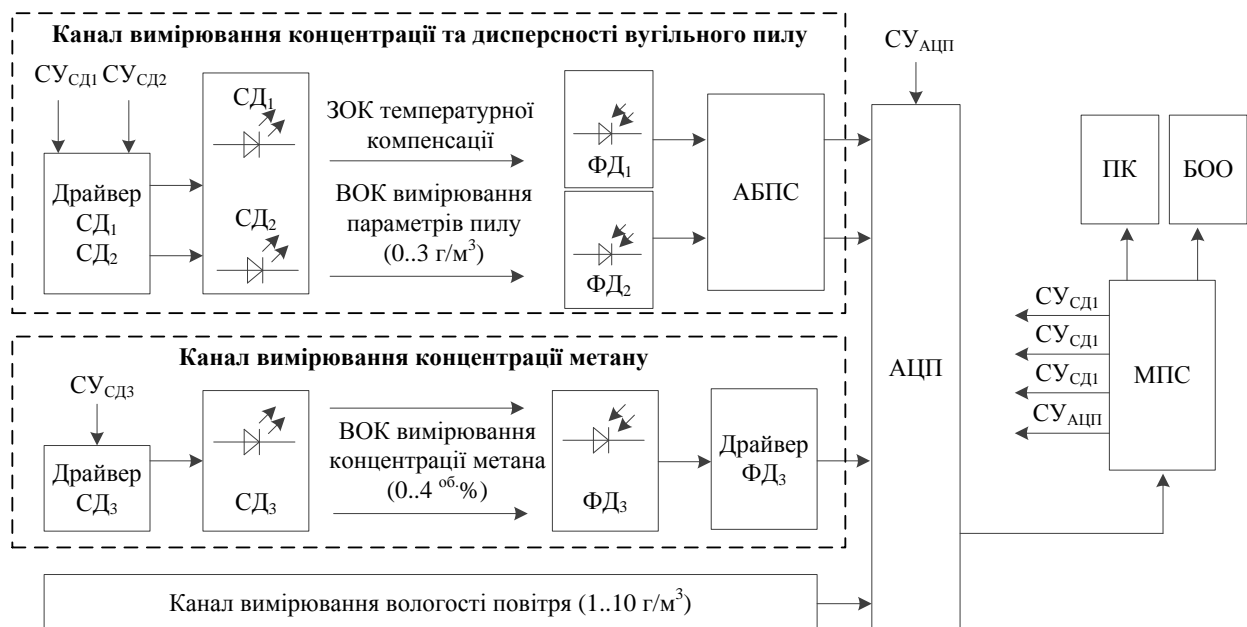 Канал вимірювання концентрації та дисперсності вугільного пилу
СУСД1 СУСД2
Драйвер
СД1
СД2
СД1
СД2
ЗОК температурної
компенсації
ВОК вимірювання
параметрів пилу
(0..3 г/м3)
ФД1
ФД2
АБПС
СУАЦП
АЦП
ПК
БОО
СУСД1
СУСД1
СУСД1
СУАЦП
МПС
Канал вимірювання концентрації метану
СУСД3
Драйвер
СД3
СД3
ВОК вимірювання
концентрації метана
(0..4 об.%)
ФД3
Драйвер
ФД3
Канал вимірювання вологості повітря (1..10 г/м3)